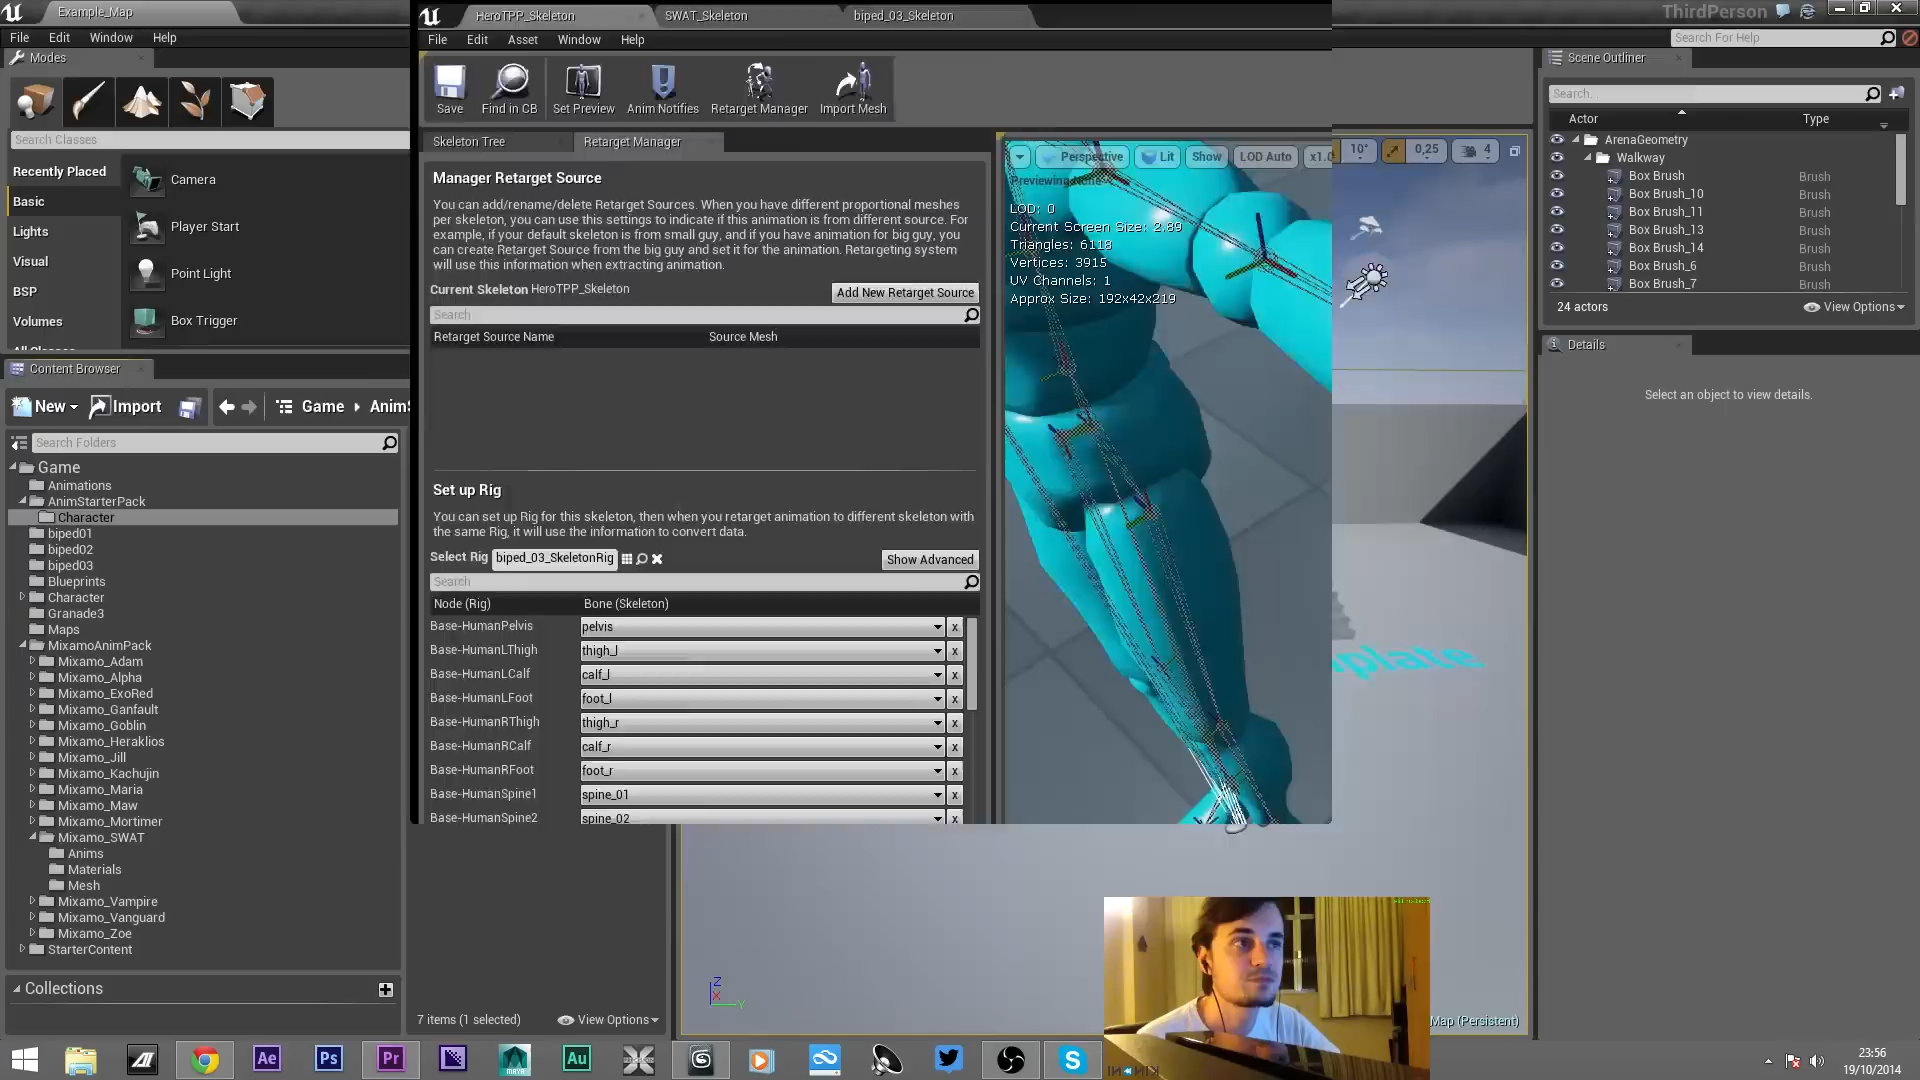 Example_Map
File Edit Window Help
Modes
Search Classes
Recently Placed
Basic
Lights
Visual
BSP
Volumes
All Classes
Camera
Player Start
Point Light
Box Trigger
Content Browser
New Import Game AnimS
Search Folders
Game
Animations
AnimStarterPack
Character
biped01
biped02
biped03
Blueprints
Character
Granade3
Maps
MixamoAnimPack
Mixamo_Adam
Mixamo_Alpha
Mixamo_ExoRed
Mixamo_Ganfault
Mixamo_Goblin
Mixamo_Heraklios
Mixamo_Jill
Mixamo_Kachujin
Mixamo_Maria
Mixamo_Maw
Mixamo_Mortimer
Mixamo_SWAT
Anims
Materials
Mesh
Mixamo_Vampire
Mixamo_Vanguard
Mixamo_Zoe
StarterContent
Collections
7 items (1 selected) View Options
HeroTPP_Skeleton SWAT_Skeleton biped_03_Skeleton
File Edit Asset Window Help
Save Find in CB Set Preview Anim Notifies Retarget Manager Import Mesh
Skeleton Tree Retarget Manager
Manager Retarget Source
You can add/rename/delete Retarget Sources. When you have different proportional meshes
per skeleton, you can use this settings to indicate if this animation is from different source. For
example, if your default skeleton is from small guy, and if you have animation for big guy, you
can create Retarget Source from the big guy and set it for the animation. Retargeting system
will use this information when extracting animation.
Current Skeleton HeroTPP_Skeleton Add New Retarget Source
Search
Retarget Source Name Source Mesh
Set up Rig
You can set up Rig for this skeleton, then when you retarget animation to different skeleton with
the same Rig, it will use the information to convert data.
Select Rig biped_03_SkeletonRig Show Advanced
Search
Node (Rig) Bone (Skeleton)
Base-HumanPelvis pelvis x
Base-HumanLThigh thigh_l x
Base-HumanLCalf calf_l x
Base-HumanLFoot foot_l x
Base-HumanRThigh thigh_r x
Base-HumanRCalf calf_r x
Base-HumanRFoot foot_r x
Base-HumanSpine1 spine_01 x
Base-HumanSpine2 spine_02 x
Perspective Lit Show LOD Auto x1.0
Previewing None
LOD: 0
Current Screen Size: 2.89
Triangles: 6118
Vertices: 3915
UV Channels: 1
Approx Size: 192x42x219
10° 0,25 4
plate
Z
X
Y
Map (Persistent)
ThirdPerson
Search For Help
Scene Outliner
Search.
Actor Type
ArenaGeometry
Walkway
Box Brush Brush
Box Brush_10 Brush
Box Brush_11 Brush
Box Brush_13 Brush
Box Brush_14 Brush
Box Brush_6 Brush
Box Brush_7 Brush
24 actors View Options
Details
Select an object to view details.
Ae Ps Pr MAYA Au S
23:56
19/10/2014